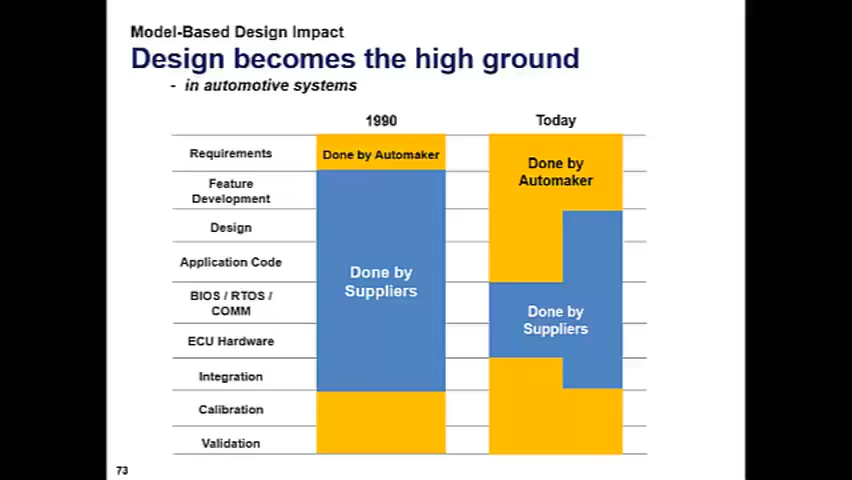 Model-Based Design Impact
Design becomes the high ground
- in automotive systems
1990
Today
Requirements
Done by Automaker
Done by
Automaker
Feature
Development
Design
Application Code
Done by
Suppliers
BIOS / RTOS /
COMM
Done by
Suppliers
ECU Hardware
Integration
Calibration
Validation
73